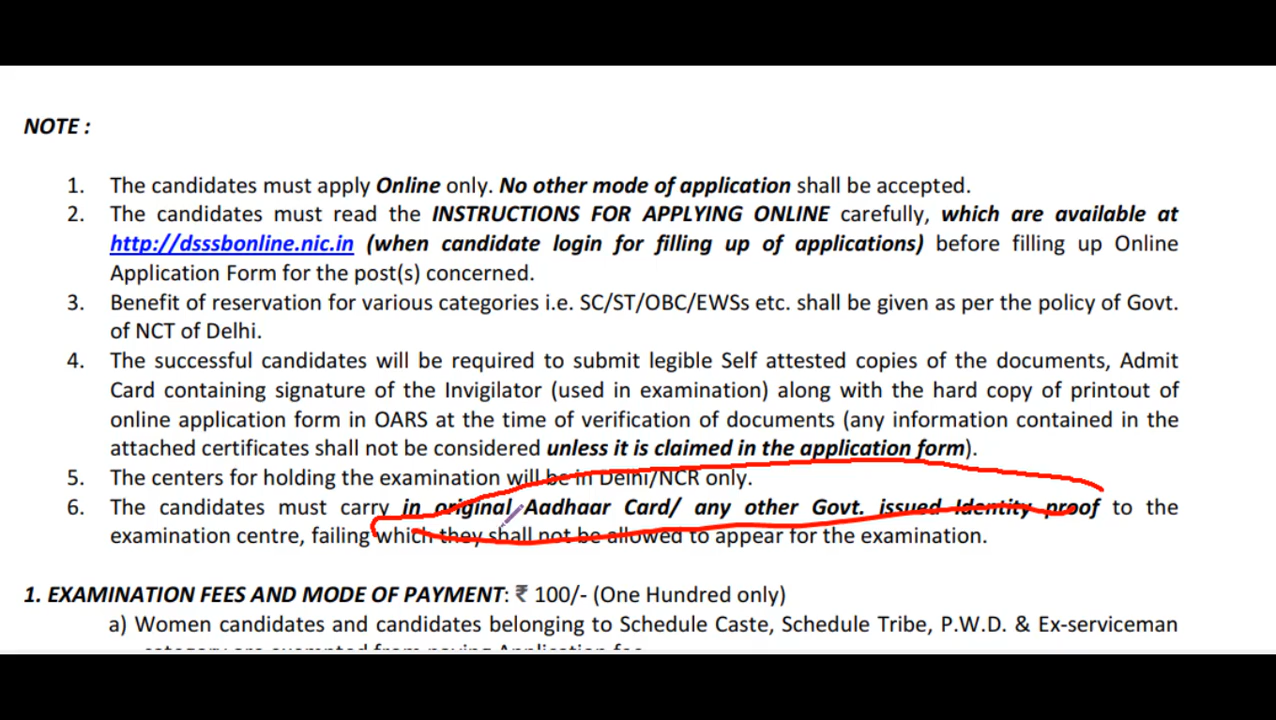 NOTE :
1. The candidates must apply Online only. No other mode of application shall be accepted.
2. The candidates must read the INSTRUCTIONS FOR APPLYING ONLINE carefully, which are available at
http://dsssbonline.nic.in (when candidate login for filling up of applications) before filling up Online
Application Form for the post(s) concerned.
3. Benefit of reservation for various categories i.e. SC/ST/OBC/EWSs etc. shall be given as per the policy of Govt.
of NCT of Delhi.
4. The successful candidates will be required to submit legible Self attested copies of the documents, Admit
Card containing signature of the Invigilator (used in examination) along with the hard copy of printout of
online application form in OARS at the time of verification of documents (any information contained in the
attached certificates shall not be considered unless it is claimed in the application form).
5. The centers for holding the examination will be in Delhi/NCR only.
6. The candidates must carry in original Aadhaar Card/ any other Govt. issued Identity proof to the
examination centre, failing which they shall not be allowed to appear for the examination.
1. EXAMINATION FEES AND MODE OF PAYMENT: ₹ 100/- (One Hundred only)
a) Women candidates and candidates belonging to Schedule Caste, Schedule Tribe, P.W.D. & Ex-serviceman
category are exempted from paying Application fee